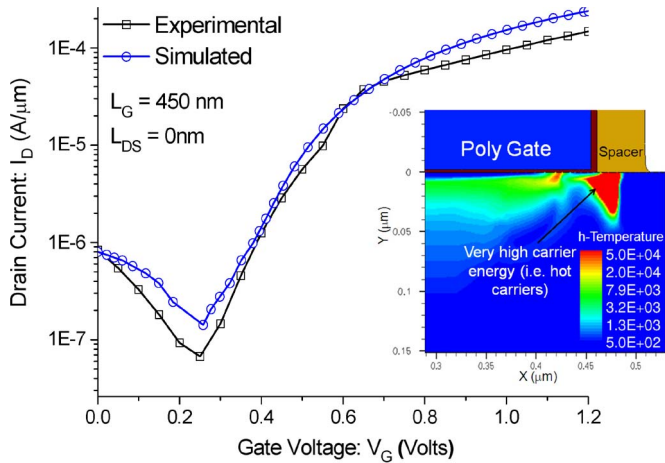 1E-4
1E-5
1E-6
1E-7
Drain Current: I_D (A/μm)
Experimental
Simulated
L_G = 450 nm
L_DS = 0nm
0.0 0.2 0.4 0.6 0.8 1.0 1.2
Gate Voltage: V_G (Volts)
-0.05
0
0.05
0.1
0.15
Y (μm)
Poly Gate
Spacer
Very high carrier
energy (i.e. hot
carriers)
h-Temperature
5.0E+04
2.0E+04
7.9E+03
3.2E+03
1.3E+03
5.0E+02
0.3 0.35 0.4 0.45 0.5
X (μm)